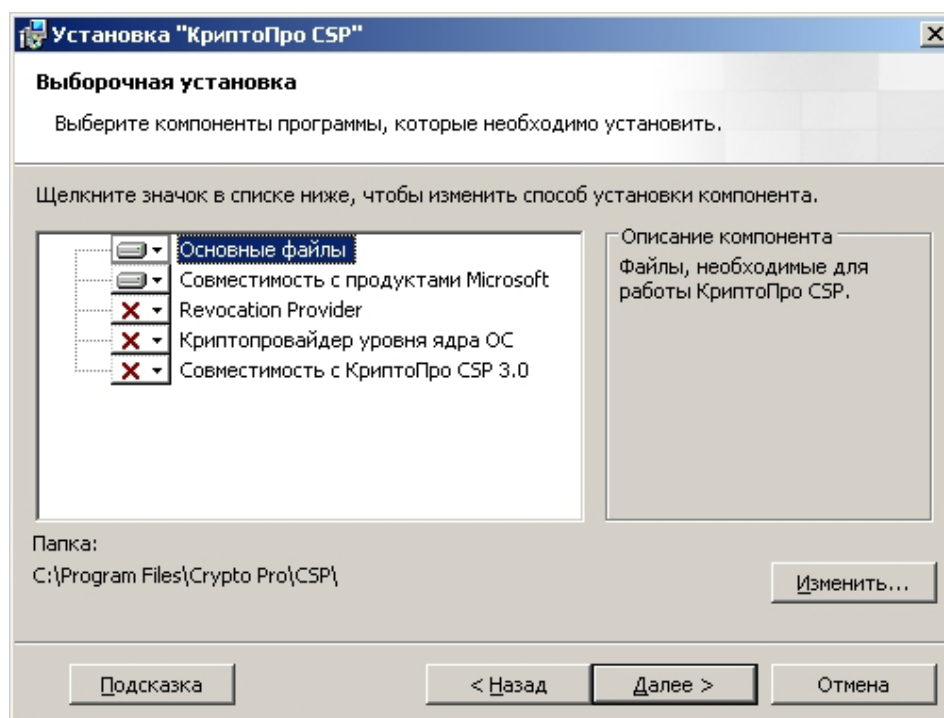 Установка "КриптоПро CSP"
Выборочная установка
Выберите компоненты программы, которые необходимо установить.
Щелкните значок в списке ниже, чтобы изменить способ установки компонента.
Основные файлы
Совместимость с продуктами Microsoft
Revocation Provider
Криптопровайдер уровня ядра ОС
Совместимость с КриптоПро CSP 3.0
Описание компонента
Файлы, необходимые для
работы КриптоПро CSP.
Папка:
C:\Program Files\Crypto Pro\CSP\
Изменить...
Подсказка
< Назад
Далее >
Отмена